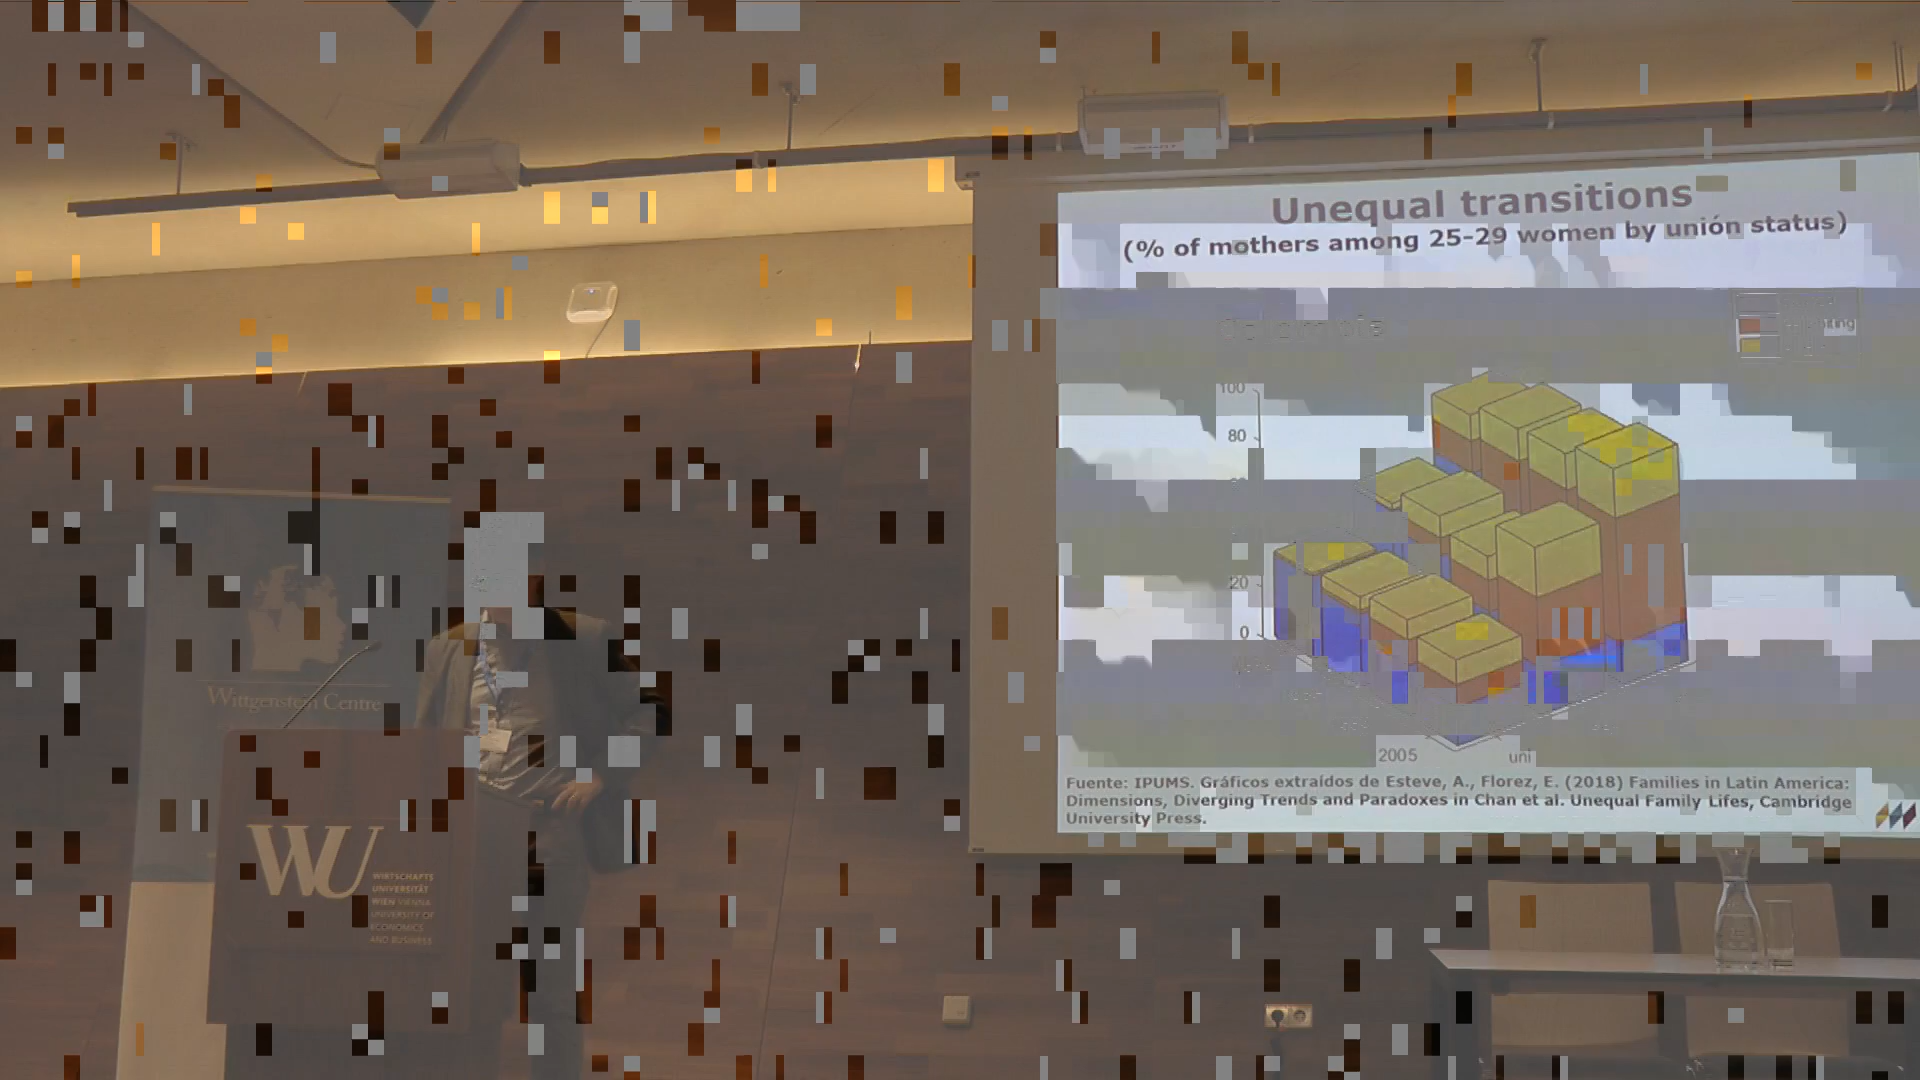 Unequal transitions
(% of mothers among 25-29 women by unión status)
100
80
20
0
2005
uni
Fuente: IPUMS. Gráficos extraídos de Esteve, A., Florez, E. (2018) Families in Latin America:
Dimensions, Diverging Trends and Paradoxes in Chan et al. Unequal Family Lifes, Cambridge
University Press.
Wittgenstein Centre
WU
WIRTSCHAFTS
UNIVERSITÄT
WIEN VIENNA
UNIVERSITY OF
ECONOMICS
AND BUSINESS